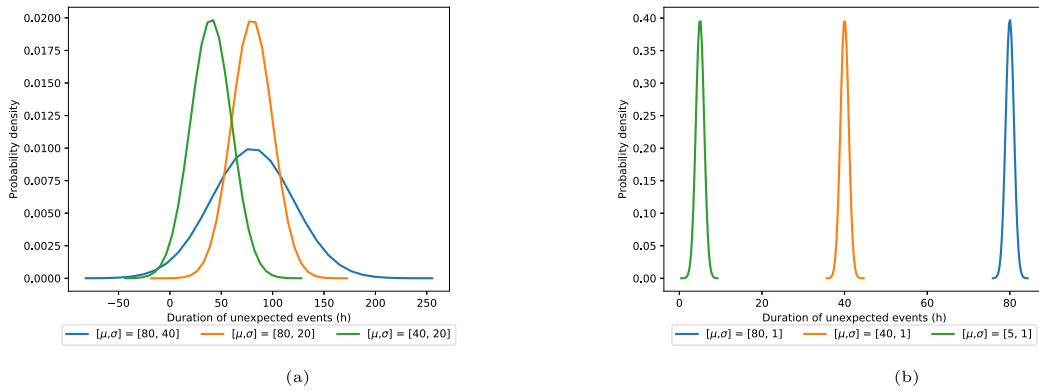 0.0200
0.0175
0.0150
0.0125
0.0100
0.0075
0.0050
0.0025
0.0000
Probability density
−50 0 50 100 150 200 250
Duration of unexpected events (h)
[μ,σ] = [80, 40] [μ,σ] = [80, 20] [μ,σ] = [40, 20]
(a)
0.40
0.35
0.30
0.25
0.20
0.15
0.10
0.05
0.00
Probability density
0 20 40 60 80
Duration of unexpected events (h)
[μ,σ] = [80, 1] [μ,σ] = [40, 1] [μ,σ] = [5, 1]
(b)